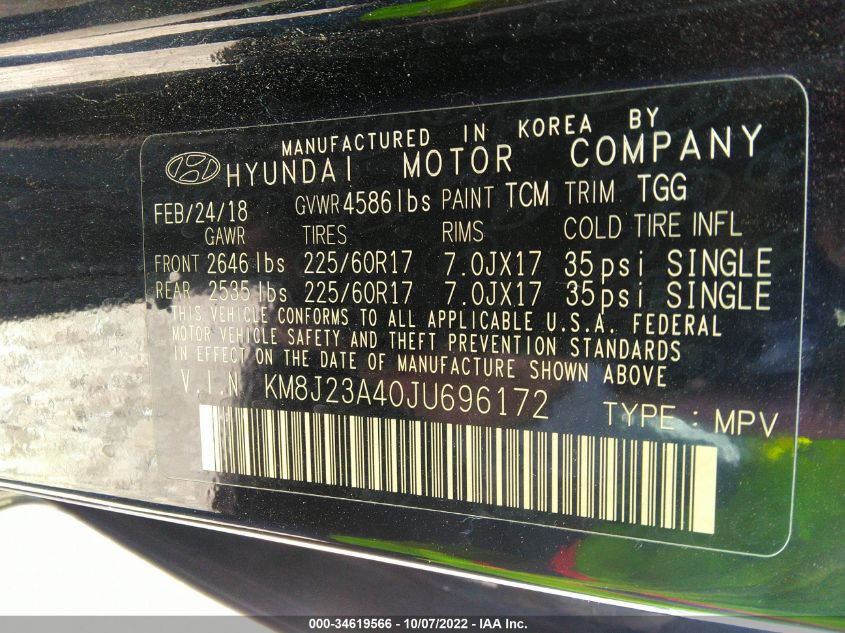 MANUFACTURED IN KOREA BY
HYUNDAI MOTOR COMPANY
FEB/24/18 GVWR4586lbs PAINT TCM TRIM TGG
GAWR TIRES RIMS COLD TIRE INFL
FRONT 2646 lbs 225/60R17 7.0JX17 35psi SINGLE
REAR 2535 lbs 225/60R17 7.0JX17 35psi SINGLE
THIS VEHICLE CONFORMS TO ALL APPLICABLE U.S.A. FEDERAL
MOTOR VEHICLE SAFETY AND THEFT PREVENTION STANDARDS
IN EFFECT ON THE DATE OF MANUFACTURE SHOWN ABOVE
V.I.N KM8J23A40JU696172 TYPE : MPV
000-34619566 - 10/07/2022 - IAA Inc.